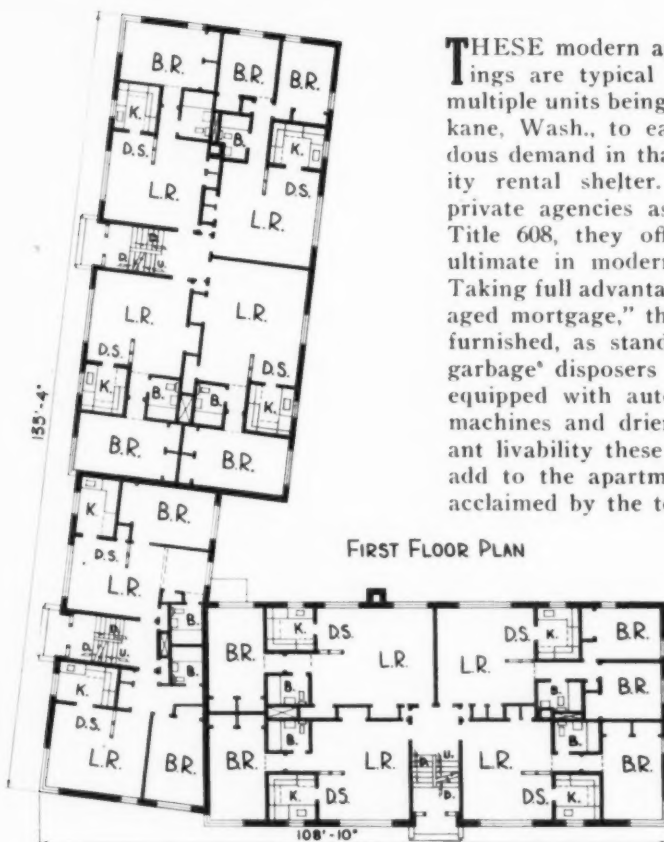 THESE modern a
ings are typical
multiple units being
kane, Wash., to ea
dous demand in tha
ity rental shelter.
private agencies as
Title 608, they off
ultimate in modern
Taking full advanta
aged mortgage," th
furnished, as stand
garbage disposers
equipped with auto
machines and drier
ant livability these
add to the apartm
acclaimed by the te
B.R. B.R. B.R.
K. B. K.
D.S. D.S.
L.R. L.R.
U.
L.R. L.R.
D.S. D.S.
K. B. B. K.
B.R. B.R.
135'-4"
K. B.R.
D.S.
L.R.
B.
D. D. U.
B.
K.
D.S.
L.R. B.R.
FIRST FLOOR PLAN
K. D.S. D.S. K. B.R.
B.R. L.R. L.R.
B. B. B.R.
B. B.
B.R. L.R. D. U. L.R. B.R.
K. D.S. D. D.S. K.
108'-10"